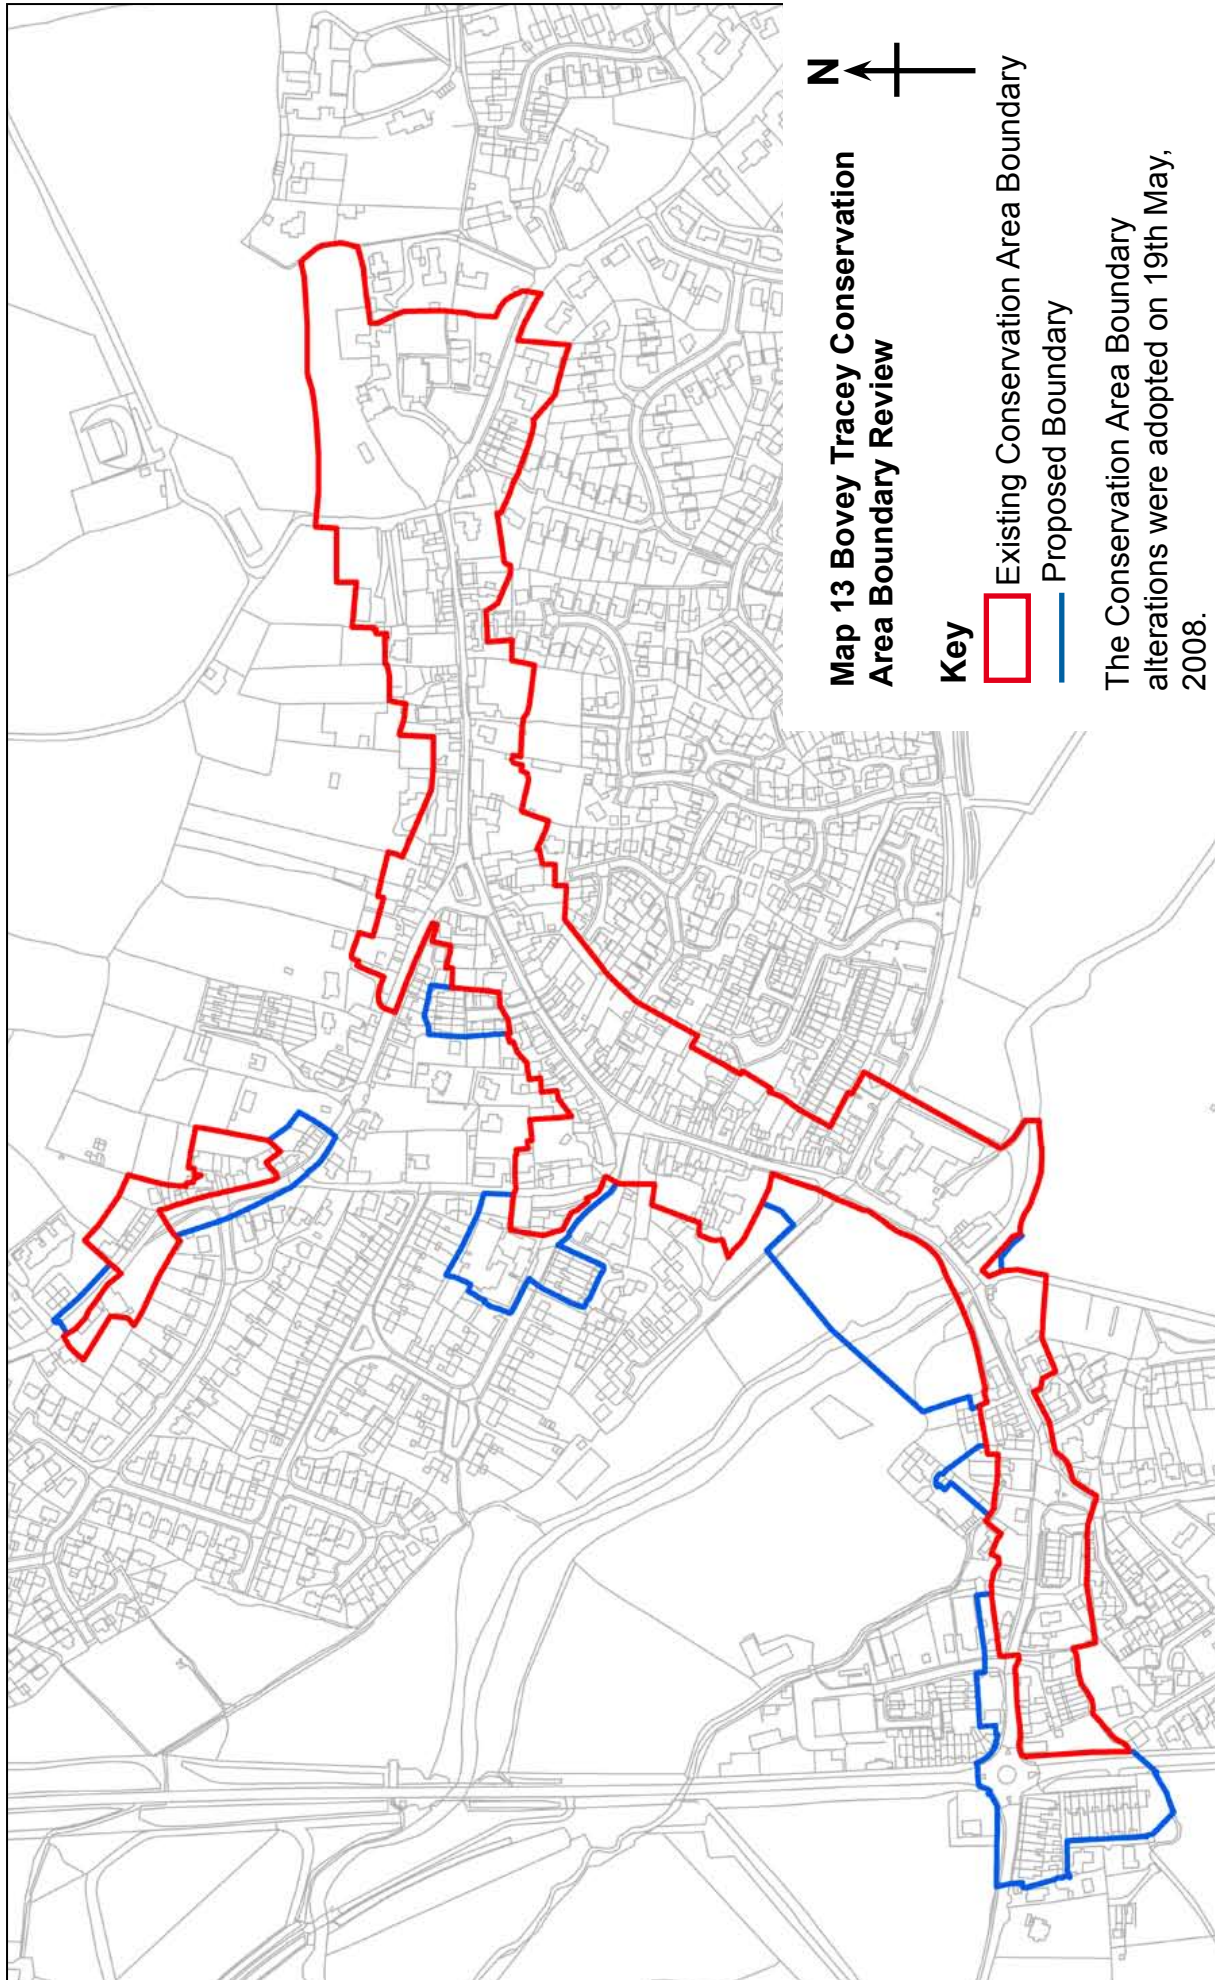 N
Map 13 Bovey Tracey Conservation
Area Boundary Review
Key
Existing Conservation Area Boundary
Proposed Boundary
The Conservation Area Boundary
alterations were adopted on 19th May,
2008.